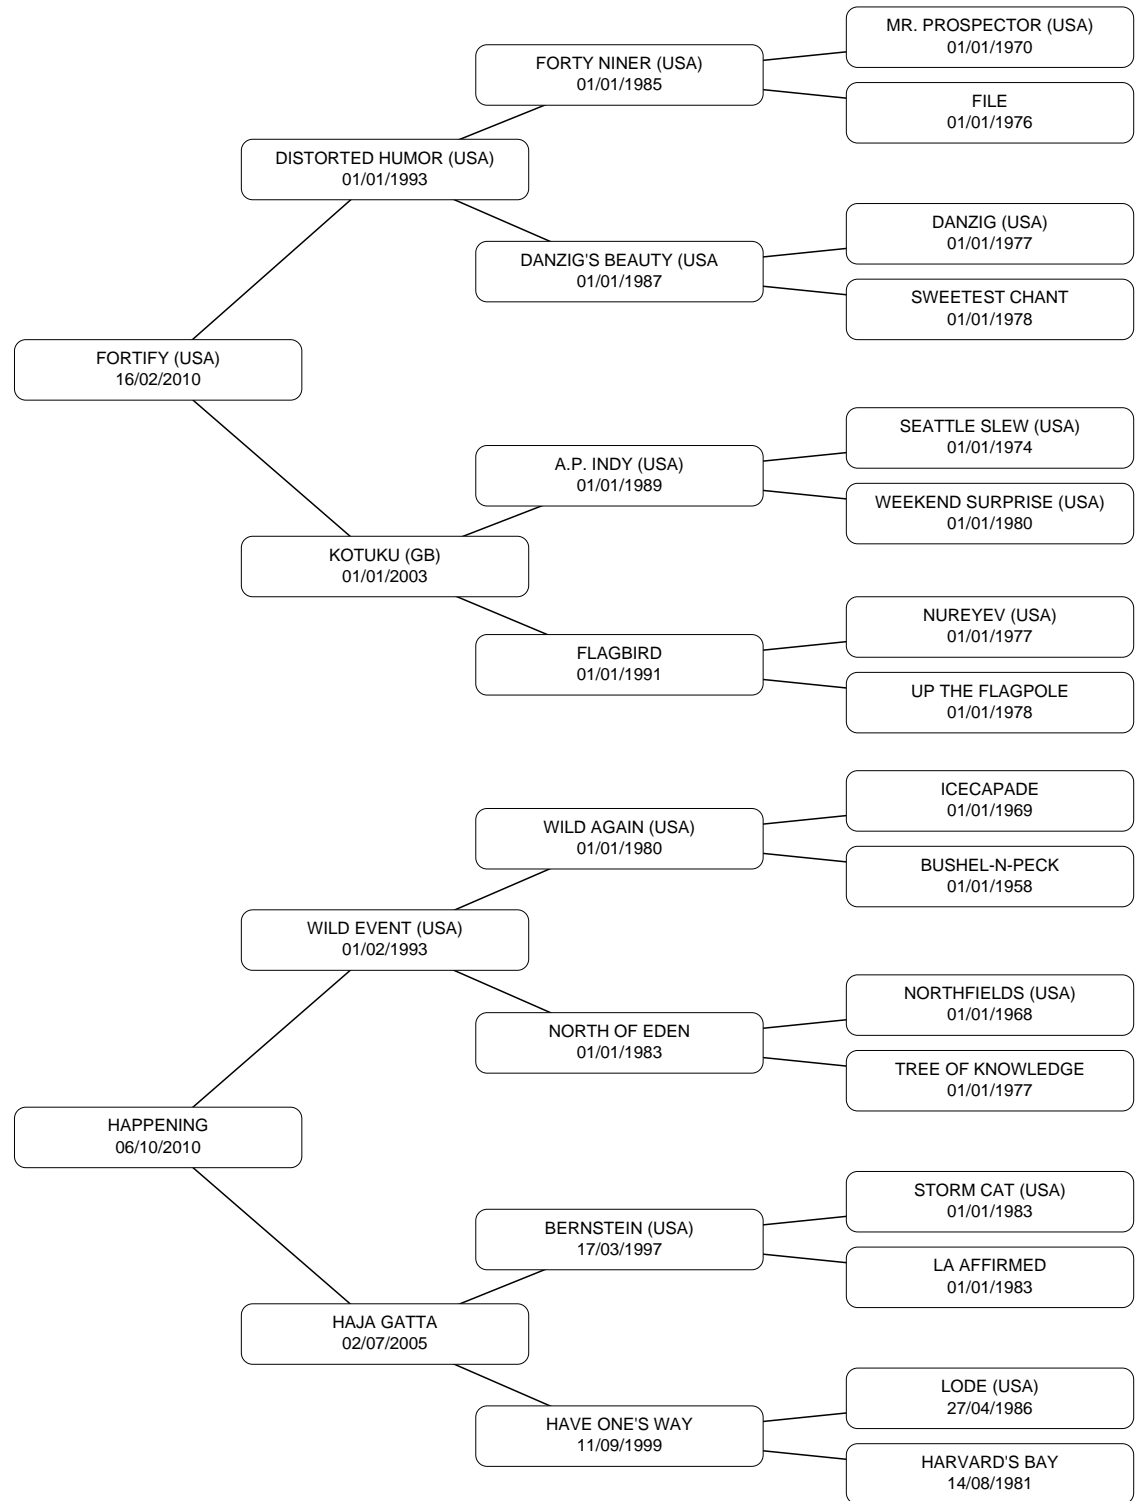 MR. PROSPECTOR (USA)
01/01/1970
FORTY NINER (USA)
01/01/1985
FILE
01/01/1976
DISTORTED HUMOR (USA)
01/01/1993
DANZIG (USA)
01/01/1977
DANZIG'S BEAUTY (USA
01/01/1987
SWEETEST CHANT
01/01/1978
FORTIFY (USA)
16/02/2010
SEATTLE SLEW (USA)
01/01/1974
A.P. INDY (USA)
01/01/1989
WEEKEND SURPRISE (USA)
01/01/1980
KOTUKU (GB)
01/01/2003
NUREYEV (USA)
01/01/1977
FLAGBIRD
01/01/1991
UP THE FLAGPOLE
01/01/1978
ICECAPADE
01/01/1969
WILD AGAIN (USA)
01/01/1980
BUSHEL-N-PECK
01/01/1958
WILD EVENT (USA)
01/02/1993
NORTHFIELDS (USA)
01/01/1968
NORTH OF EDEN
01/01/1983
TREE OF KNOWLEDGE
01/01/1977
HAPPENING
06/10/2010
STORM CAT (USA)
01/01/1983
BERNSTEIN (USA)
17/03/1997
LA AFFIRMED
01/01/1983
HAJA GATTA
02/07/2005
LODE (USA)
27/04/1986
HAVE ONE'S WAY
11/09/1999
HARVARD'S BAY
14/08/1981